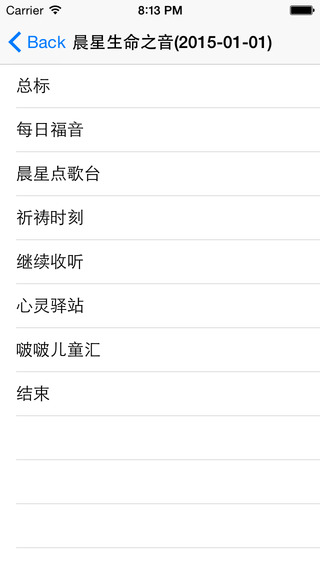 Carrier 8:13 PM
Back 晨星生命之音(2015-01-01)
总标
每日福音
晨星点歌台
祈祷时刻
继续收听
心灵驿站
啵啵儿童汇
结束